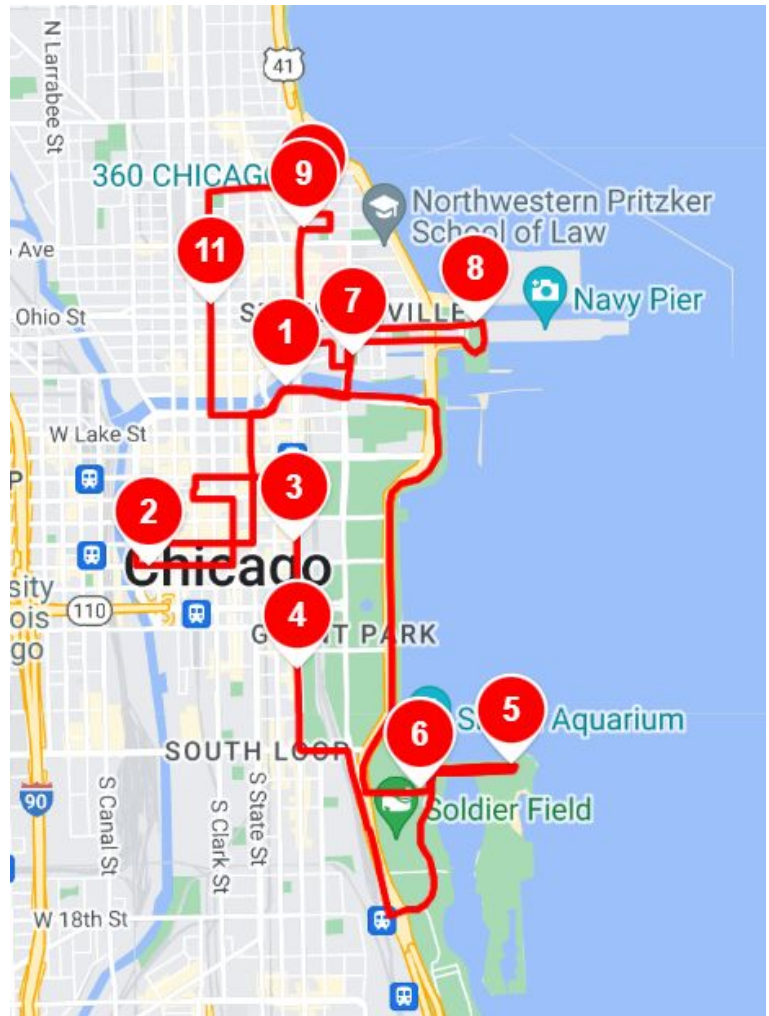 N Larrabee St
41
360 CHICAGO
9
Northwestern Pritzker
School of Law
Ave
11
8
Navy Pier
7
Ohio St
VILLE
1
W Lake St
2
3
Chicago
110
4
PARK
5
6
Aquarium
SOUTH LOOP
Soldier Field
90
S Canal St
S Clark St
S State St
W 18th St